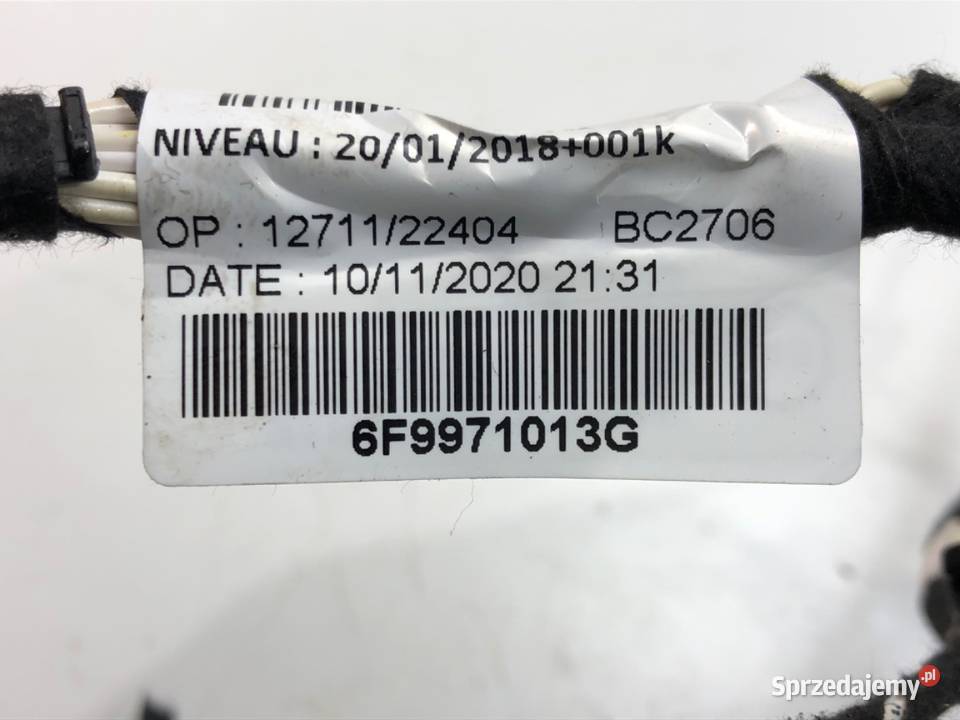 NIVEAU : 20/01/2018+001k
OP : 12711/22404 BC2706
DATE : 10/11/2020 21:31
6F9971013G
Sprzedajemy.pl